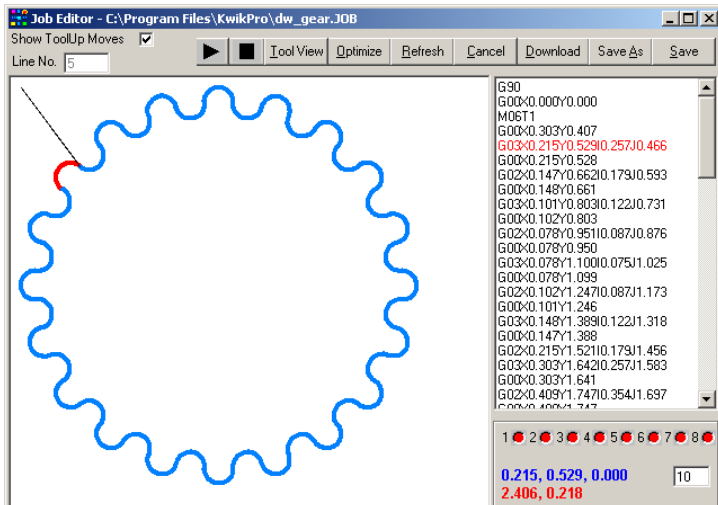 Job Editor - C:\Program Files\KwikPro\dw_gear.JOB
Show ToolUp Moves
Line No. 5
Tool View Optimize Refresh Cancel Download Save As Save
G90
G00X0.000Y0.000
M06T1
G00X0.303Y0.407
G03X0.215Y0.529I0.257J0.466
G00X0.215Y0.528
G02X0.147Y0.662I0.179J0.593
G00X0.148Y0.661
G03X0.101Y0.803I0.122J0.731
G00X0.102Y0.803
G02X0.078Y0.951I0.087J0.876
G00X0.078Y0.950
G03X0.078Y1.100I0.075J1.025
G00X0.078Y1.099
G02X0.102Y1.247I0.087J1.173
G00X0.101Y1.246
G03X0.148Y1.389I0.122J1.318
G00X0.147Y1.388
G02X0.215Y1.521I0.179J1.456
G03X0.303Y1.642I0.257J1.583
G00X0.303Y1.641
G02X0.409Y1.747I0.354J1.697
G00X0.409Y1.747
1 2 3 4 5 6 7 8
0.215, 0.529, 0.000 10
2.406, 0.218